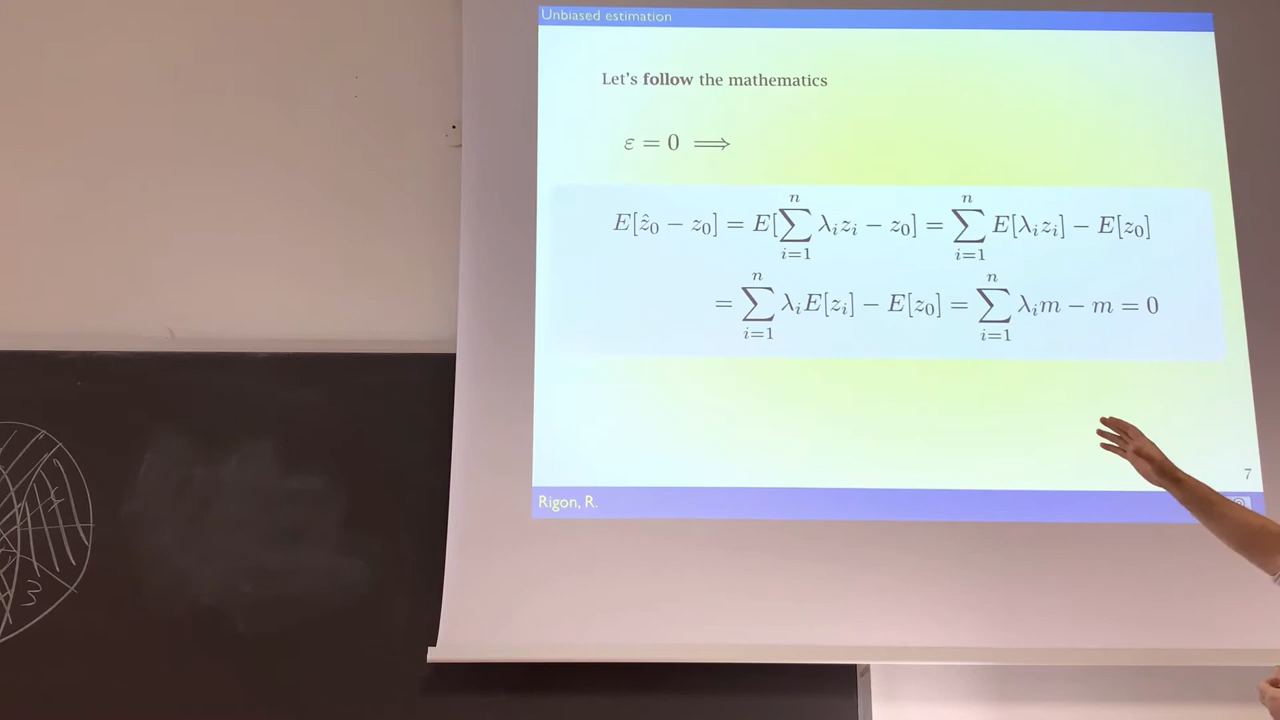 Unbiased estimation
Let's follow the mathematics
ε = 0 ⟹
E[ẑ₀ − z₀] = E[∑ᵢ₌₁ⁿ λᵢzᵢ − z₀] = ∑ᵢ₌₁ⁿ E[λᵢzᵢ] − E[z₀]
= ∑ᵢ₌₁ⁿ λᵢE[zᵢ] − E[z₀] = ∑ᵢ₌₁ⁿ λᵢm − m = 0
7
Rigon, R.
3